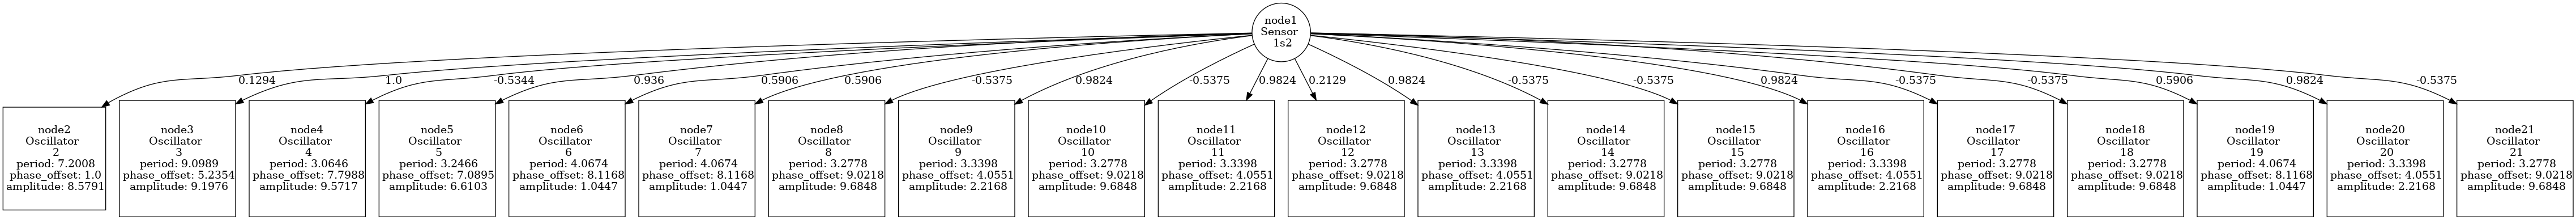 node1
Sensor
1s2
0.1294
1.0
-0.5344
0.936
0.5906
0.5906
-0.5375
0.9824
-0.5375
0.9824
0.2129
0.9824
-0.5375
-0.5375
0.9824
-0.5375
-0.5375
0.5906
0.9824
-0.5375
node2
Oscillator
2
period: 7.2008
phase_offset: 1.0
amplitude: 8.5791
node3
Oscillator
3
period: 9.0989
phase_offset: 5.2354
amplitude: 9.1976
node4
Oscillator
4
period: 3.0646
phase_offset: 7.7988
amplitude: 9.5717
node5
Oscillator
5
period: 3.2466
phase_offset: 7.0895
amplitude: 6.6103
node6
Oscillator
6
period: 4.0674
phase_offset: 8.1168
amplitude: 1.0447
node7
Oscillator
7
period: 4.0674
phase_offset: 8.1168
amplitude: 1.0447
node8
Oscillator
8
period: 3.2778
phase_offset: 9.0218
amplitude: 9.6848
node9
Oscillator
9
period: 3.3398
phase_offset: 4.0551
amplitude: 2.2168
node10
Oscillator
10
period: 3.2778
phase_offset: 9.0218
amplitude: 9.6848
node11
Oscillator
11
period: 3.3398
phase_offset: 4.0551
amplitude: 2.2168
node12
Oscillator
12
period: 3.2778
phase_offset: 9.0218
amplitude: 9.6848
node13
Oscillator
13
period: 3.3398
phase_offset: 4.0551
amplitude: 2.2168
node14
Oscillator
14
period: 3.2778
phase_offset: 9.0218
amplitude: 9.6848
node15
Oscillator
15
period: 3.2778
phase_offset: 9.0218
amplitude: 9.6848
node16
Oscillator
16
period: 3.3398
phase_offset: 4.0551
amplitude: 2.2168
node17
Oscillator
17
period: 3.2778
phase_offset: 9.0218
amplitude: 9.6848
node18
Oscillator
18
period: 3.2778
phase_offset: 9.0218
amplitude: 9.6848
node19
Oscillator
19
period: 4.0674
phase_offset: 8.1168
amplitude: 1.0447
node20
Oscillator
20
period: 3.3398
phase_offset: 4.0551
amplitude: 2.2168
node21
Oscillator
21
period: 3.2778
phase_offset: 9.0218
amplitude: 9.6848